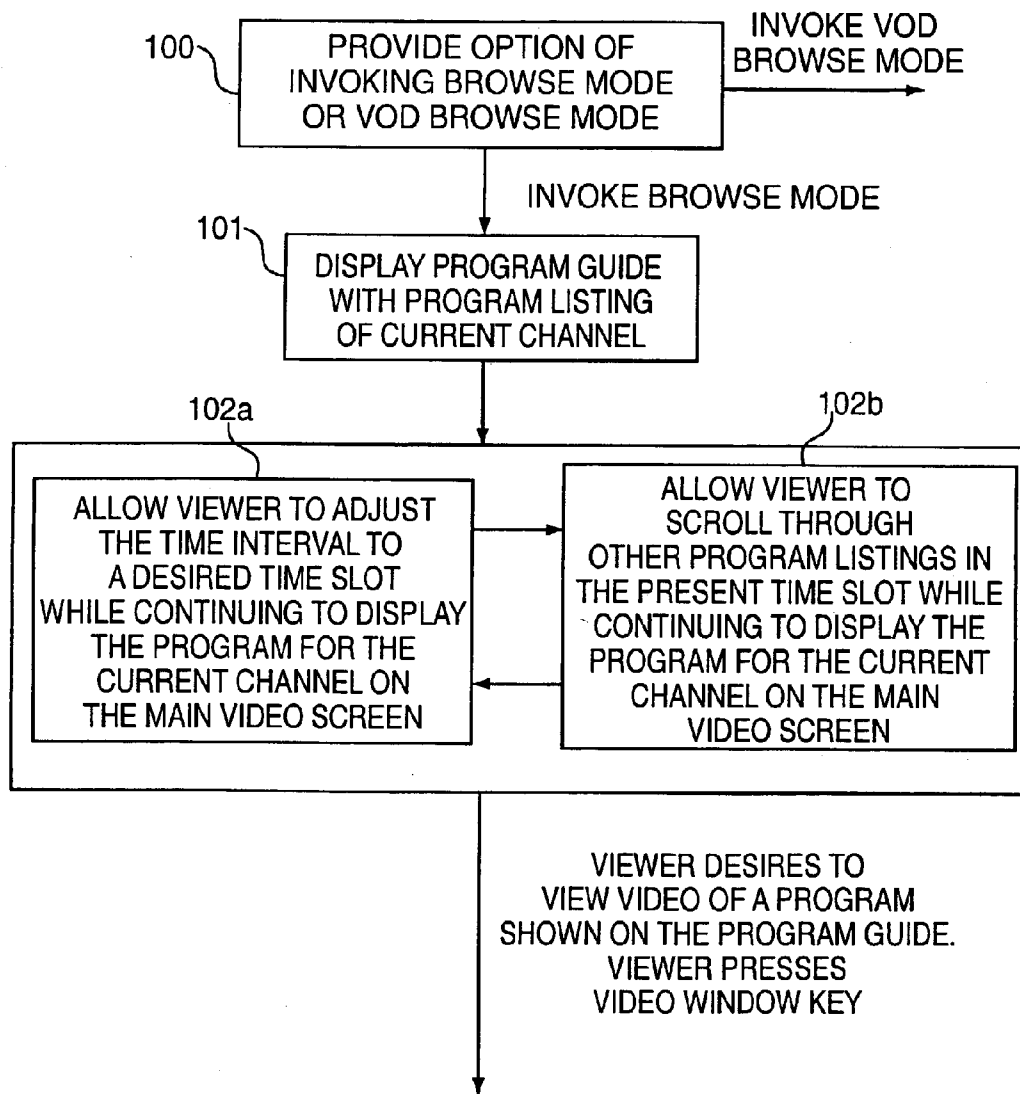 100
PROVIDE OPTION OF
INVOKING BROWSE MODE
OR VOD BROWSE MODE
INVOKE VOD
BROWSE MODE
INVOKE BROWSE MODE
101
DISPLAY PROGRAM GUIDE
WITH PROGRAM LISTING
OF CURRENT CHANNEL
102a
ALLOW VIEWER TO ADJUST
THE TIME INTERVAL TO
A DESIRED TIME SLOT
WHILE CONTINUING TO DISPLAY
THE PROGRAM FOR THE
CURRENT CHANNEL ON
THE MAIN VIDEO SCREEN
102b
ALLOW VIEWER TO
SCROLL THROUGH
OTHER PROGRAM LISTINGS IN
THE PRESENT TIME SLOT WHILE
CONTINUING TO DISPLAY THE
PROGRAM FOR THE CURRENT
CHANNEL ON THE MAIN
VIDEO SCREEN
VIEWER DESIRES TO
VIEW VIDEO OF A PROGRAM
SHOWN ON THE PROGRAM GUIDE.
VIEWER PRESSES
VIDEO WINDOW KEY